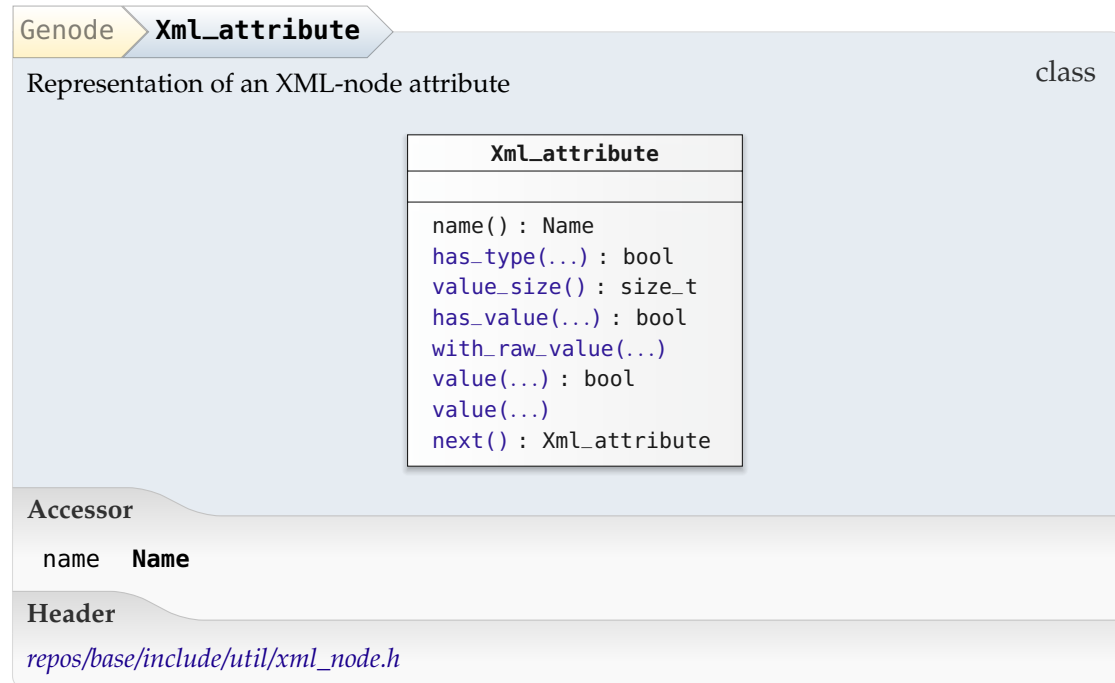 Genode Xml_attribute
Representation of an XML-node attribute class
Xml_attribute
name() : Name
has_type(...) : bool
value_size() : size_t
has_value(...) : bool
with_raw_value(...)
value(...) : bool
value(...)
next() : Xml_attribute
Accessor
name Name
Header
repos/base/include/util/xml_node.h